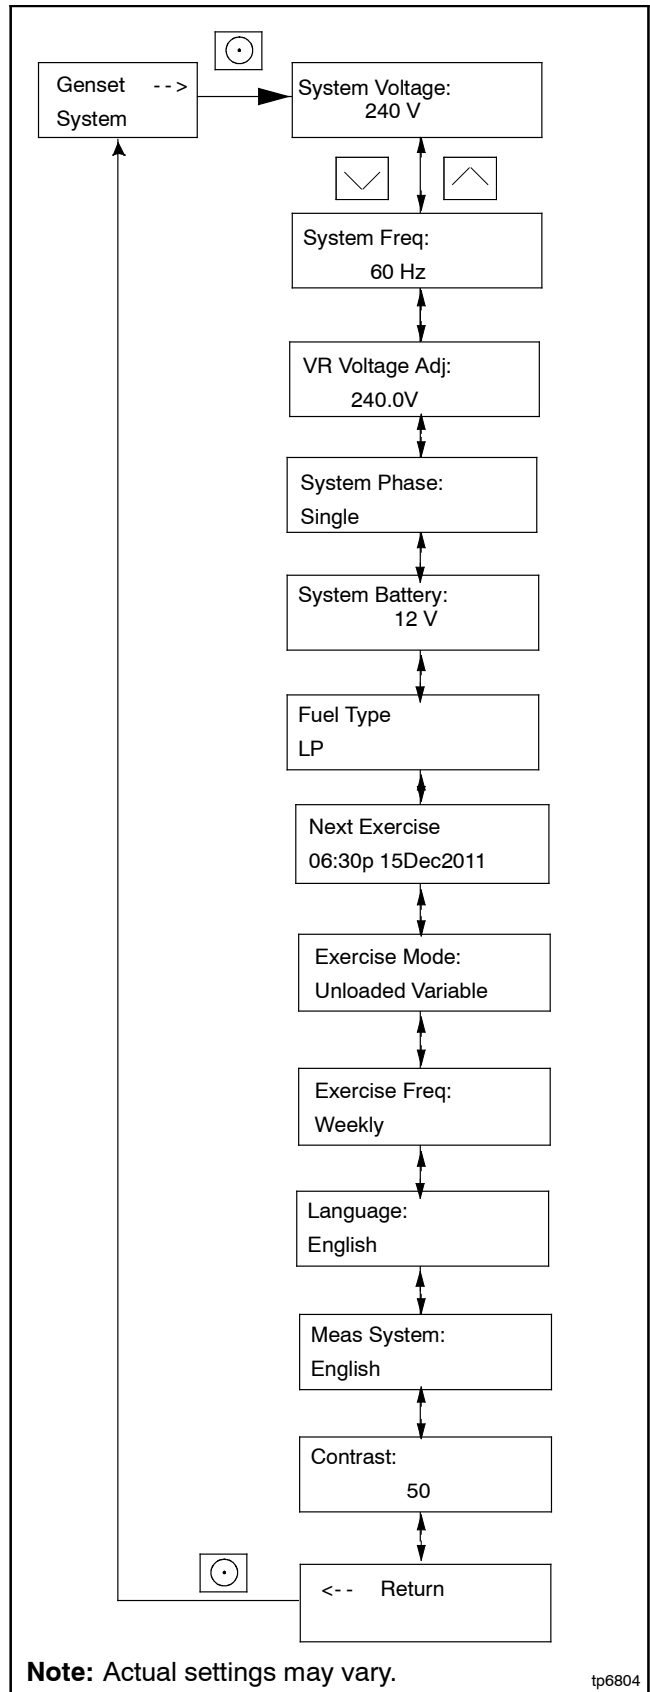 Genset -->
System
System Voltage:
240 V
System Freq:
60 Hz
VR Voltage Adj:
240.0V
System Phase:
Single
System Battery:
12 V
Fuel Type
LP
Next Exercise
06:30p 15Dec2011
Exercise Mode:
Unloaded Variable
Exercise Freq:
Weekly
Language:
English
Meas System:
English
Contrast:
50
<-- Return
Note: Actual settings may vary.
tp6804